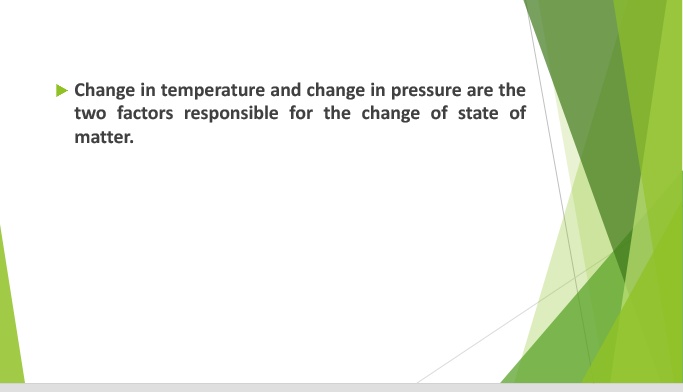 Change in temperature and change in pressure are the
two factors responsible for the change of state of
matter.